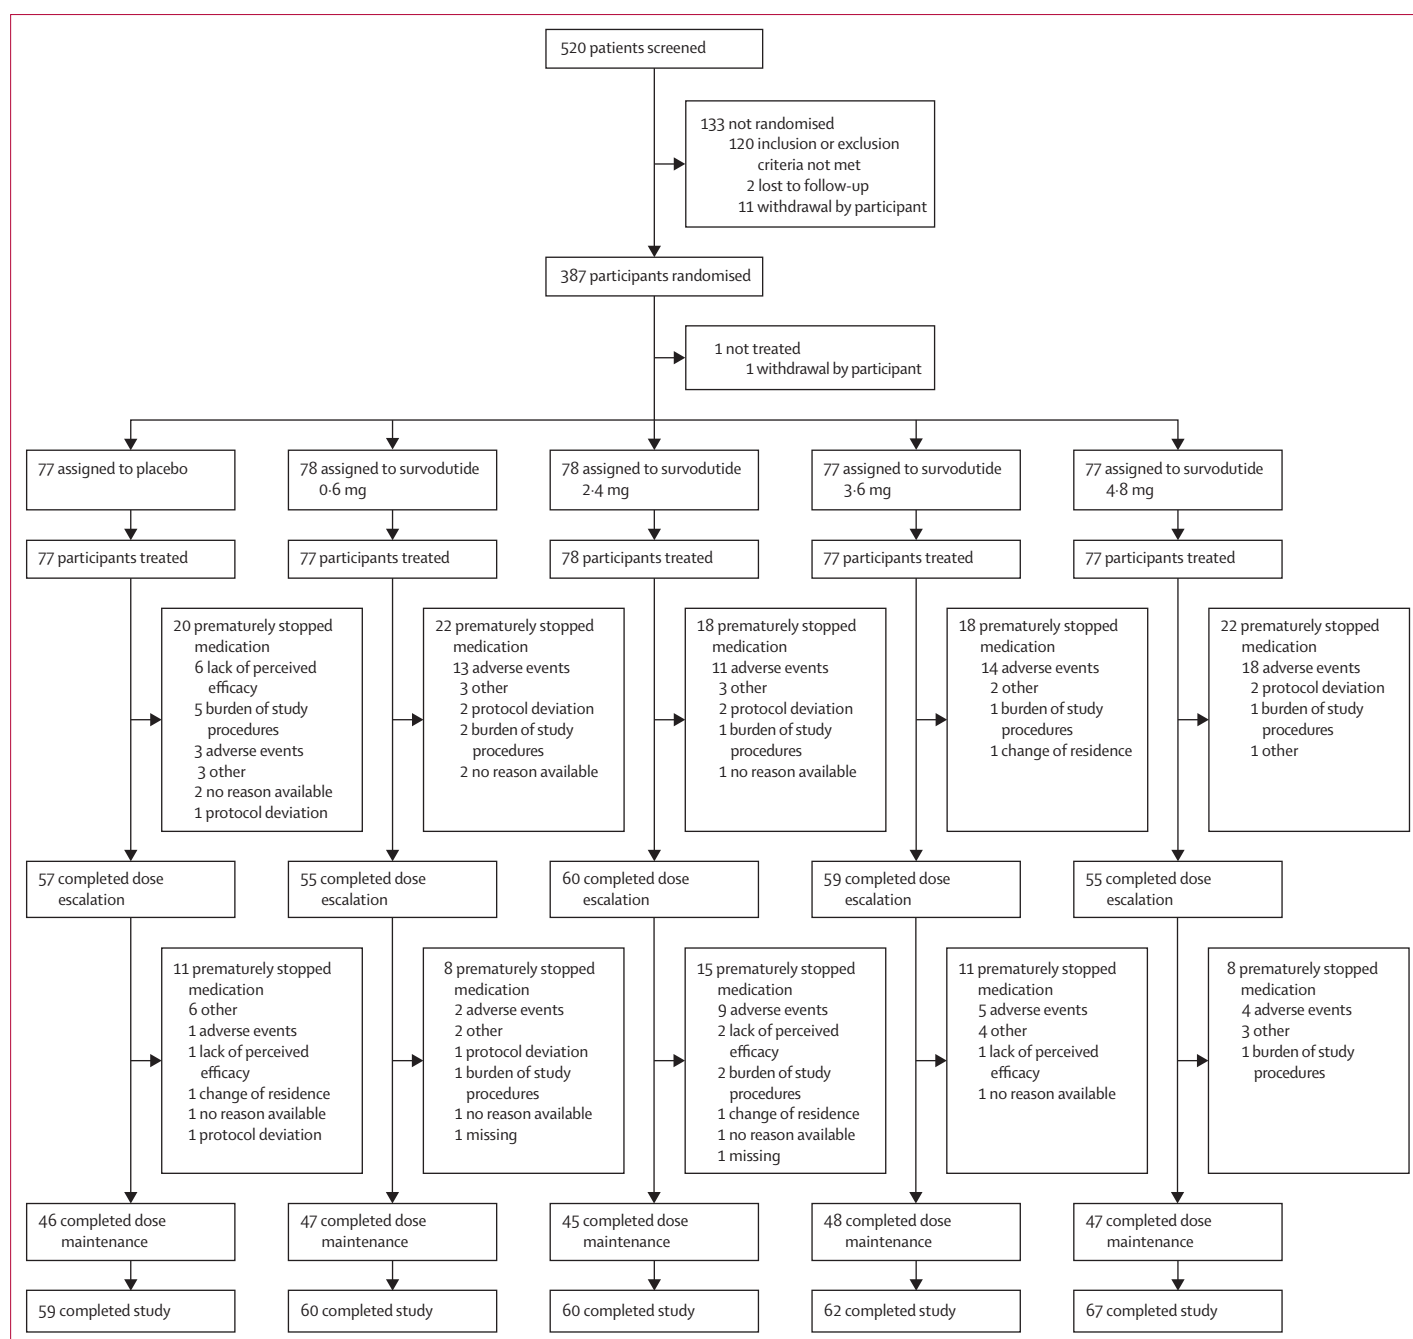 520 patients screened
133 not randomised
120 inclusion or exclusion
criteria not met
2 lost to follow-up
11 withdrawal by participant
387 participants randomised
1 not treated
1 withdrawal by participant
77 assigned to placebo
78 assigned to survodutide
0·6 mg
78 assigned to survodutide
2·4 mg
77 assigned to survodutide
3·6 mg
77 assigned to survodutide
4·8 mg
77 participants treated
77 participants treated
78 participants treated
77 participants treated
77 participants treated
20 prematurely stopped
medication
6 lack of perceived
efficacy
5 burden of study
procedures
3 adverse events
3 other
2 no reason available
1 protocol deviation
22 prematurely stopped
medication
13 adverse events
3 other
2 protocol deviation
2 burden of study
procedures
2 no reason available
18 prematurely stopped
medication
11 adverse events
3 other
2 protocol deviation
1 burden of study
procedures
1 no reason available
18 prematurely stopped
medication
14 adverse events
2 other
1 burden of study
procedures
1 change of residence
22 prematurely stopped
medication
18 adverse events
2 protocol deviation
1 burden of study
procedures
1 other
57 completed dose
escalation
55 completed dose
escalation
60 completed dose
escalation
59 completed dose
escalation
55 completed dose
escalation
11 prematurely stopped
medication
6 other
1 adverse events
1 lack of perceived
efficacy
1 change of residence
1 no reason available
1 protocol deviation
8 prematurely stopped
medication
2 adverse events
2 other
1 protocol deviation
1 burden of study
procedures
1 no reason available
1 missing
15 prematurely stopped
medication
9 adverse events
2 lack of perceived
efficacy
2 burden of study
procedures
1 change of residence
1 no reason available
1 missing
11 prematurely stopped
medication
5 adverse events
4 other
1 lack of perceived
efficacy
1 no reason available
8 prematurely stopped
medication
4 adverse events
3 other
1 burden of study
procedures
46 completed dose
maintenance
47 completed dose
maintenance
45 completed dose
maintenance
48 completed dose
maintenance
47 completed dose
maintenance
59 completed study
60 completed study
60 completed study
62 completed study
67 completed study